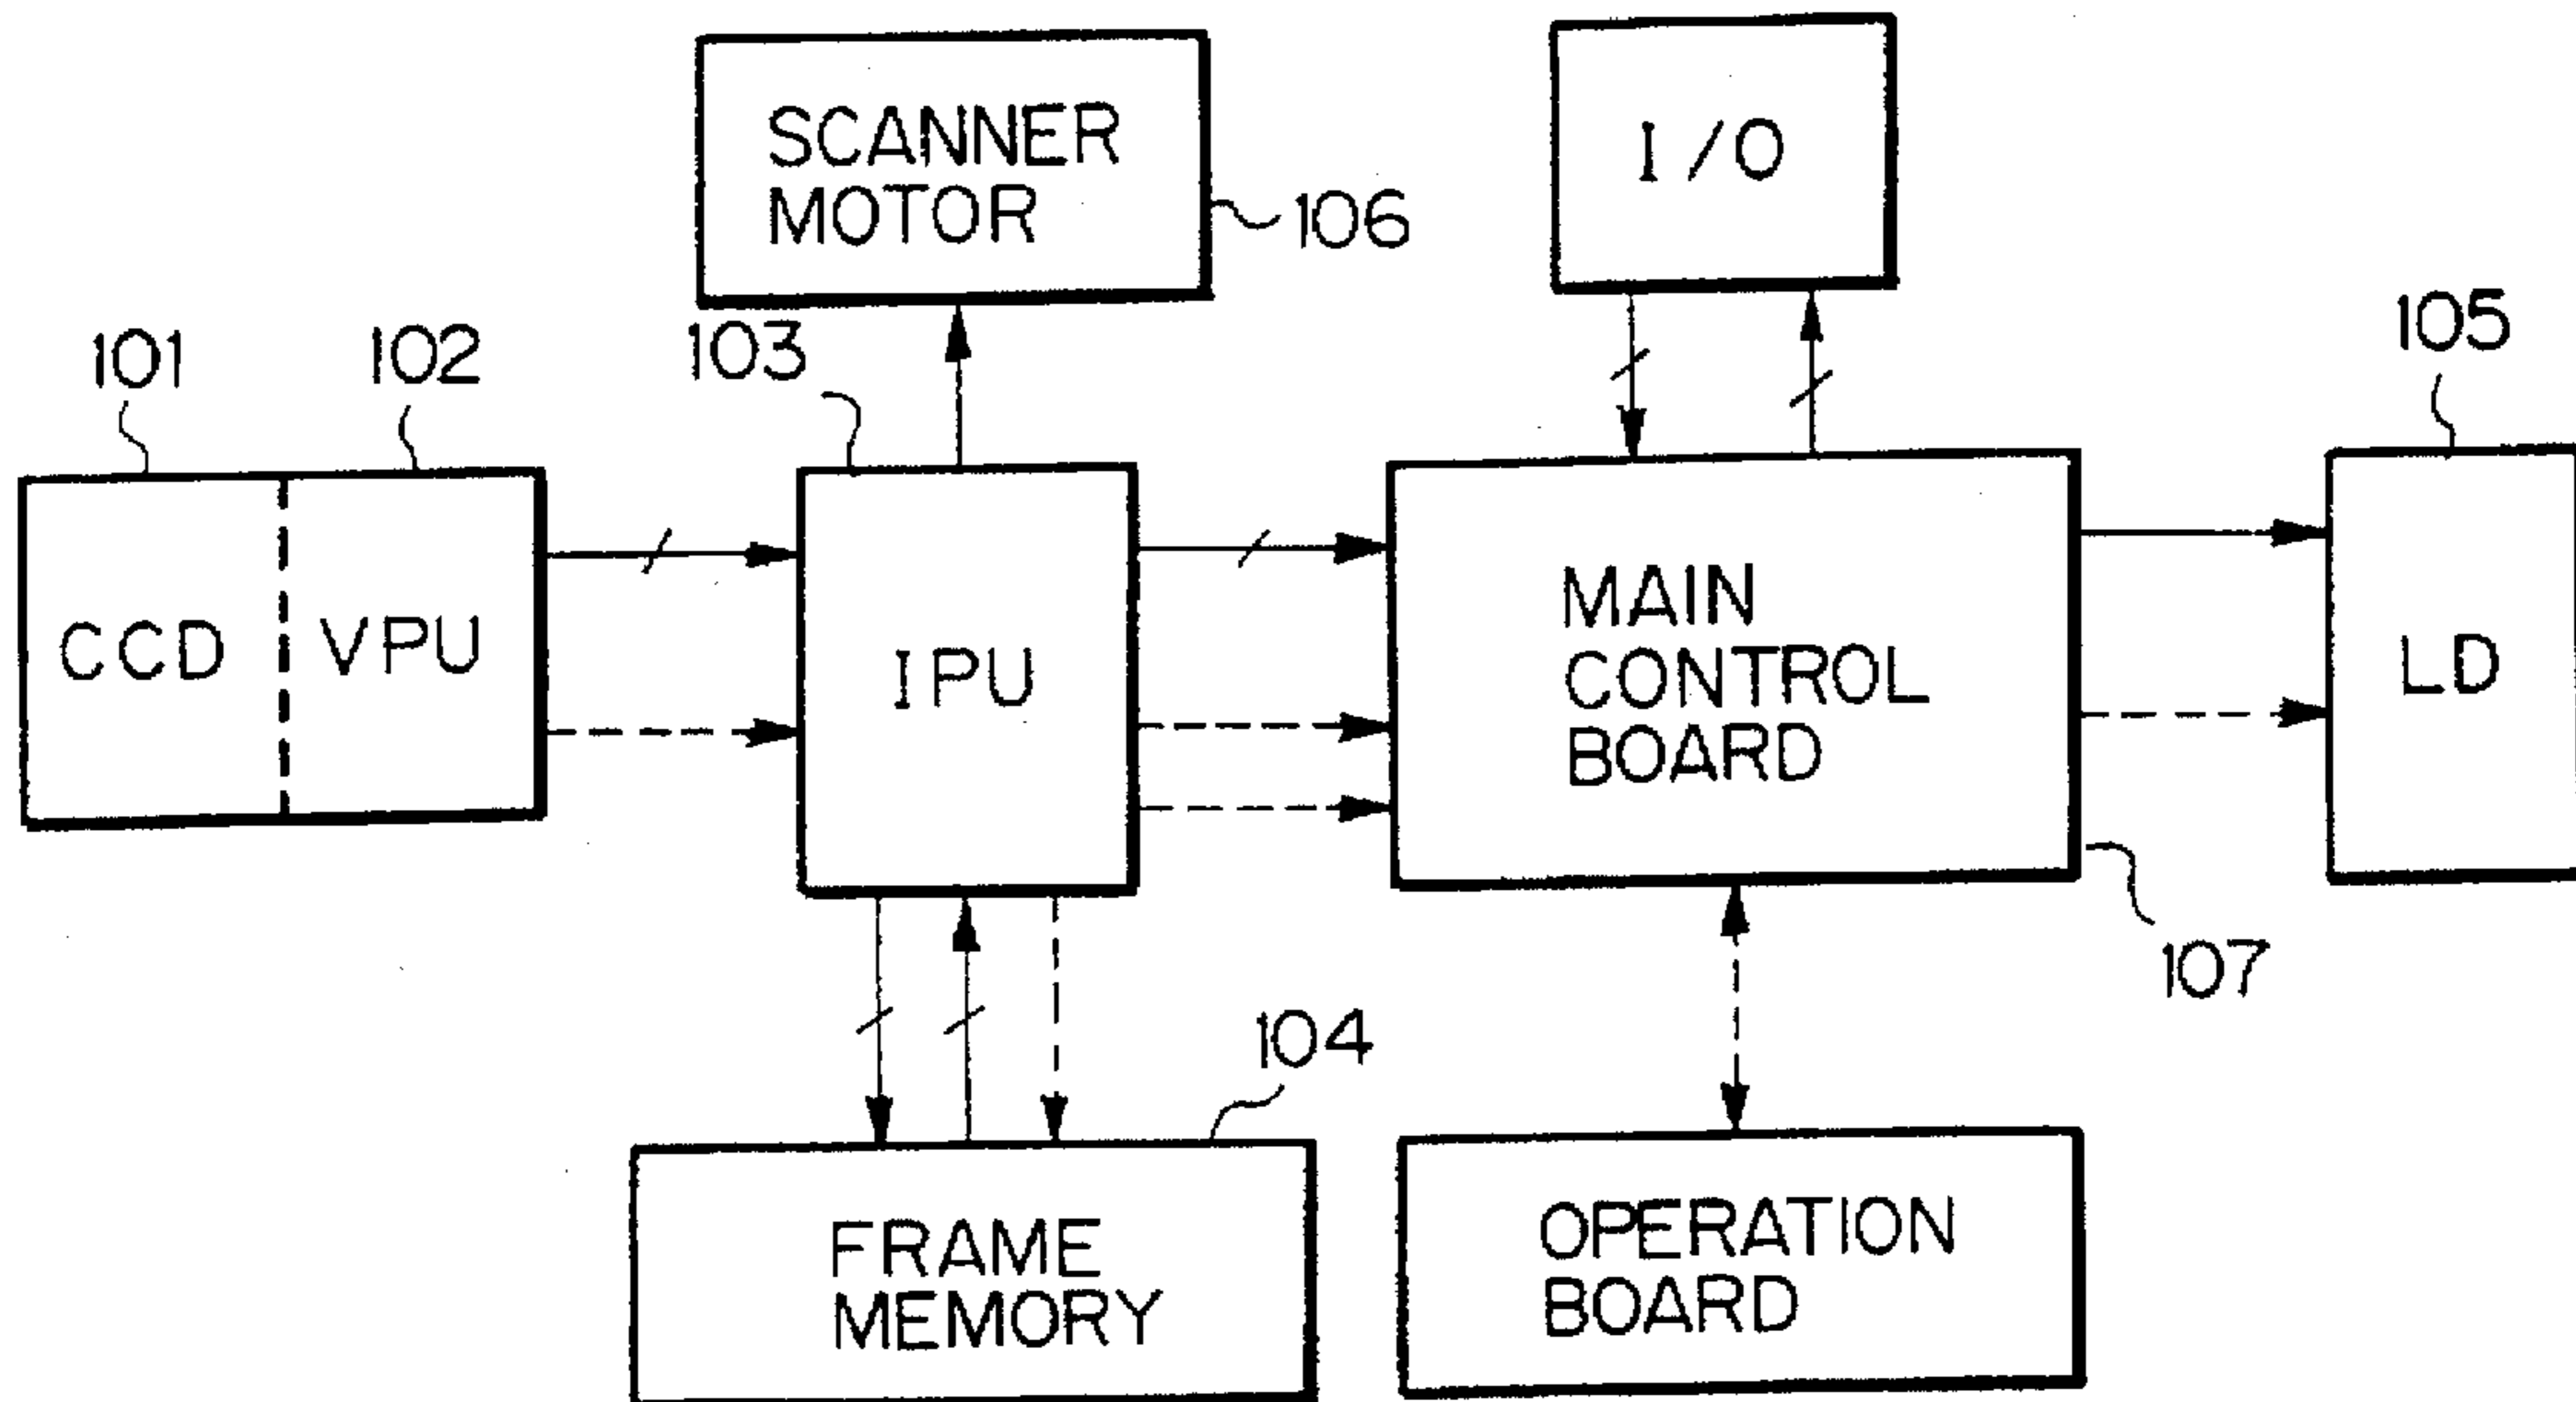 SCANNER
MOTOR
106
I/O
101
102
103
105
CCD
VPU
IPU
MAIN
CONTROL
BOARD
LD
107
104
FRAME
MEMORY
OPERATION
BOARD